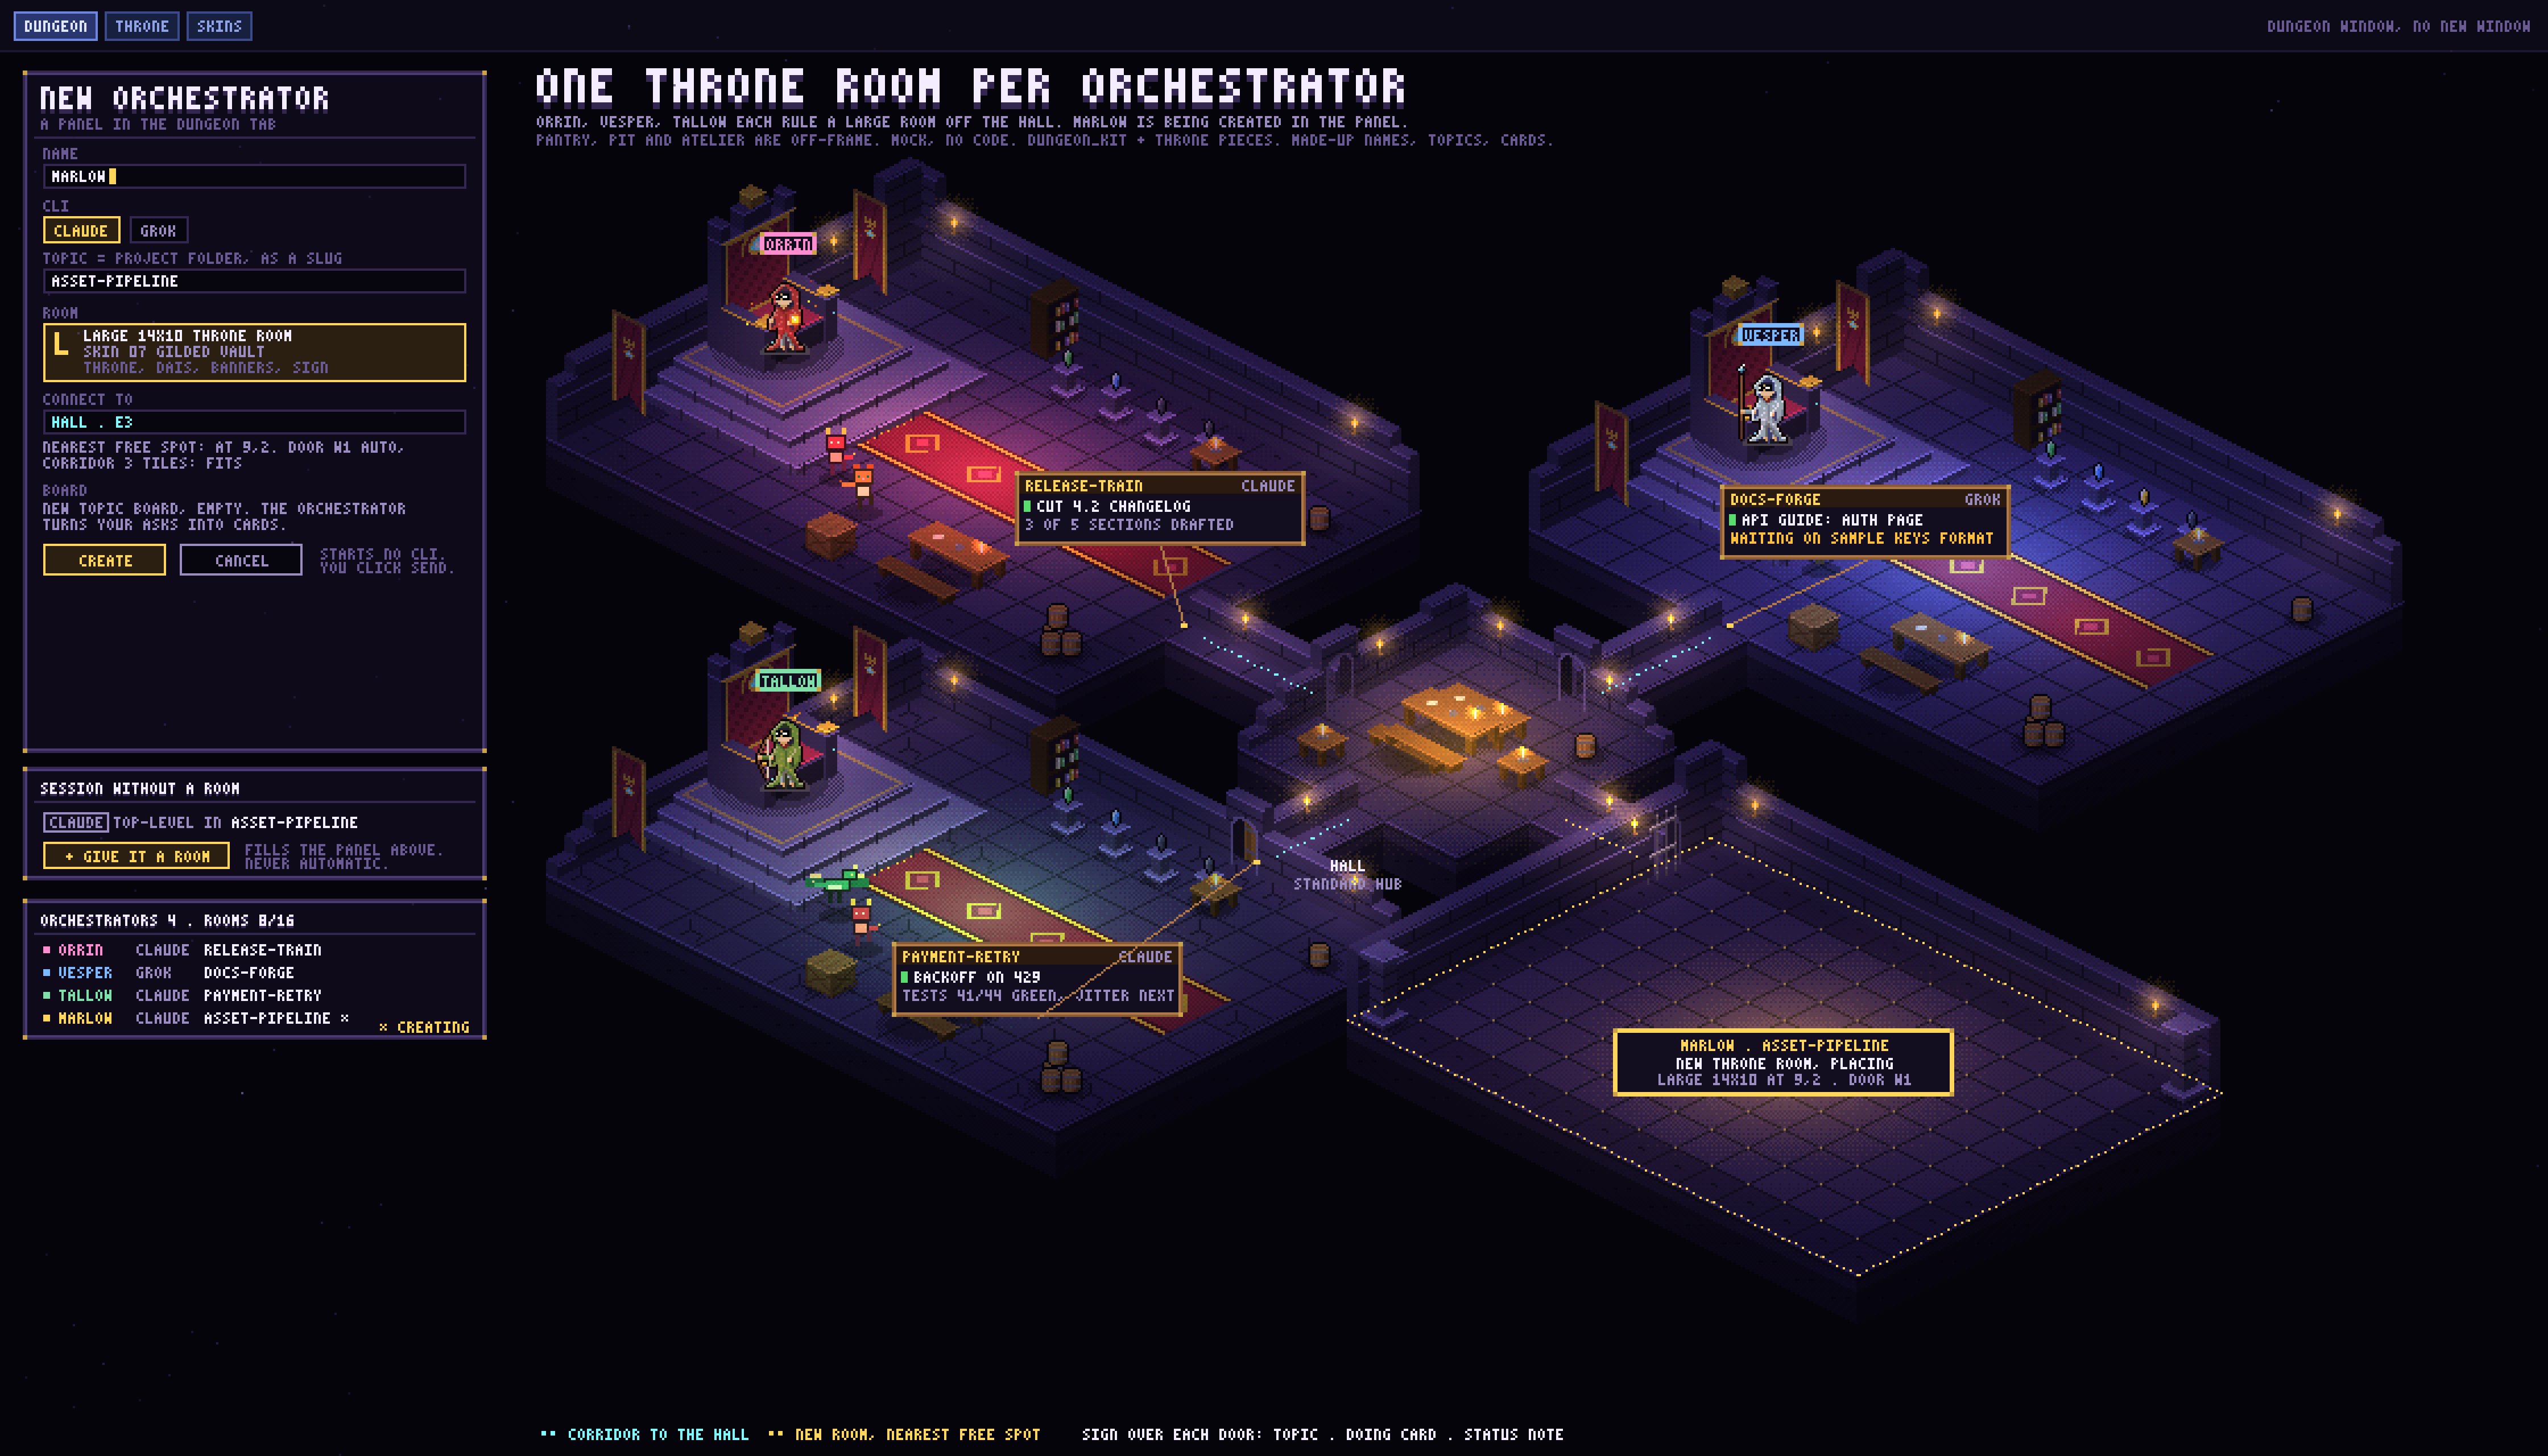 DUNGEON
THRONE
SKINS
DUNGEON WINDOW, NO NEW WINDOW
NEW ORCHESTRATOR
A PANEL IN THE DUNGEON TAB
NAME
MARLOW
CLI
CLAUDE
GROK
TOPIC = PROJECT FOLDER, AS A SLUG
ASSET-PIPELINE
ROOM
L
LARGE 14X10 THRONE ROOM
SKIN 07 GILDED VAULT
THRONE, DAIS, BANNERS, SIGN
CONNECT TO
HALL . E3
NEAREST FREE SPOT: AT 9,2. DOOR W1 AUTO,
CORRIDOR 3 TILES: FITS
BOARD
NEW TOPIC BOARD, EMPTY. THE ORCHESTRATOR
TURNS YOUR ASKS INTO CARDS.
CREATE
CANCEL
STARTS NO CLI.
YOU CLICK SEND.
SESSION WITHOUT A ROOM
CLAUDE TOP-LEVEL IN ASSET-PIPELINE
+ GIVE IT A ROOM
FILLS THE PANEL ABOVE.
NEVER AUTOMATIC.
ORCHESTRATORS 4 . ROOMS 8/16
ORRIN CLAUDE RELEASE-TRAIN
VESPER GROK DOCS-FORGE
TALLOW CLAUDE PAYMENT-RETRY
MARLOW CLAUDE ASSET-PIPELINE *
* CREATING
ONE THRONE ROOM PER ORCHESTRATOR
ORRIN, VESPER, TALLOW EACH RULE A LARGE ROOM OFF THE HALL. MARLOW IS BEING CREATED IN THE PANEL.
PANTRY, PIT AND ATELIER ARE OFF-FRAME. MOCK, NO CODE. DUNGEON_KIT + THRONE PIECES. MADE-UP NAMES, TOPICS, CARDS.
ORRIN
VESPER
RELEASE-TRAIN CLAUDE
CUT 4.2 CHANGELOG
3 OF 5 SECTIONS DRAFTED
DOCS-FORGE GROK
API GUIDE: AUTH PAGE
WAITING ON SAMPLE KEYS FORMAT
TALLOW
HALL
STANDARD HUB
PAYMENT-RETRY CLAUDE
BACKOFF ON 429
TESTS 41/44 GREEN, JITTER NEXT
MARLOW . ASSET-PIPELINE
NEW THRONE ROOM, PLACING
LARGE 14X10 AT 9,2 . DOOR W1
CORRIDOR TO THE HALL
NEW ROOM, NEAREST FREE SPOT
SIGN OVER EACH DOOR: TOPIC . DOING CARD . STATUS NOTE